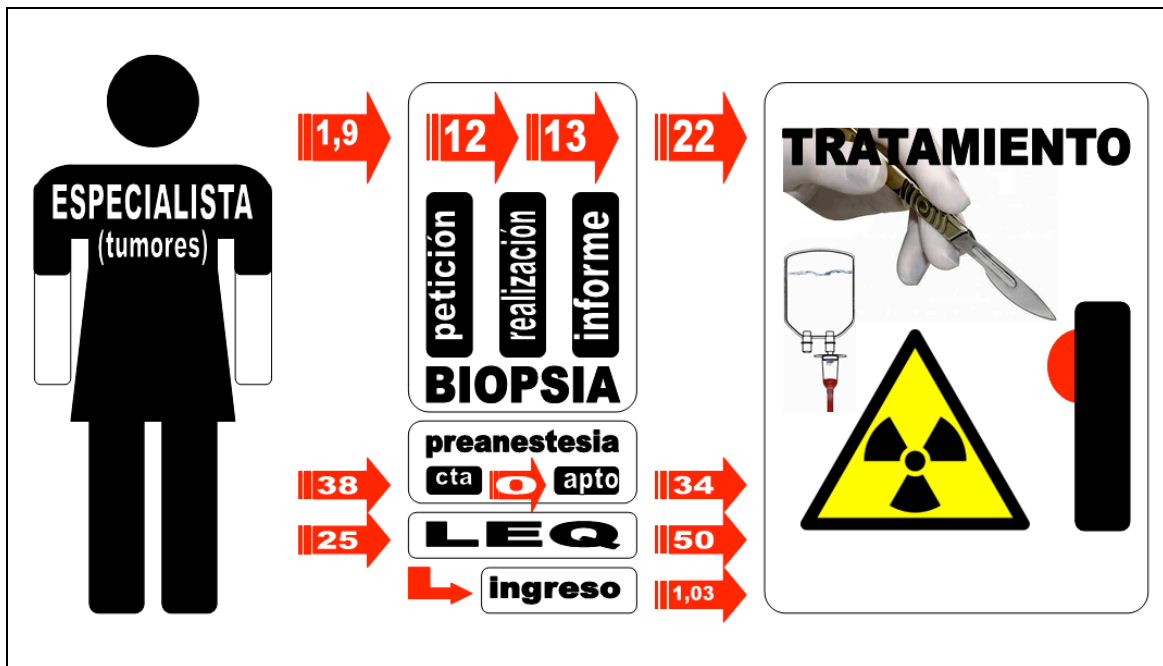 ESPECIALISTA
(tumores)
1,9
12
13
22
petición
realización
informe
BIOPSIA
preanestesia
38
cta
0
apto
34
25
LEQ
50
ingreso
1,03
TRATAMIENTO